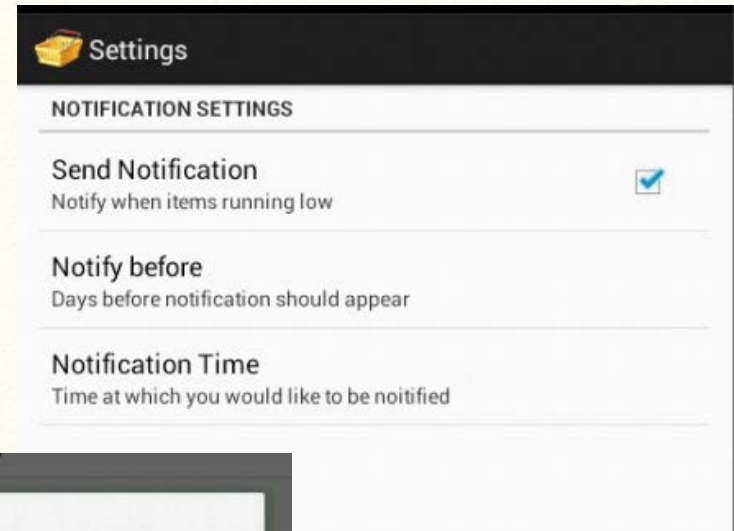 Settings
NOTIFICATION SETTINGS
Send Notification
Notify when items running low
Notify before
Days before notification should appear
Notification Time
Time at which you would like to be noitified